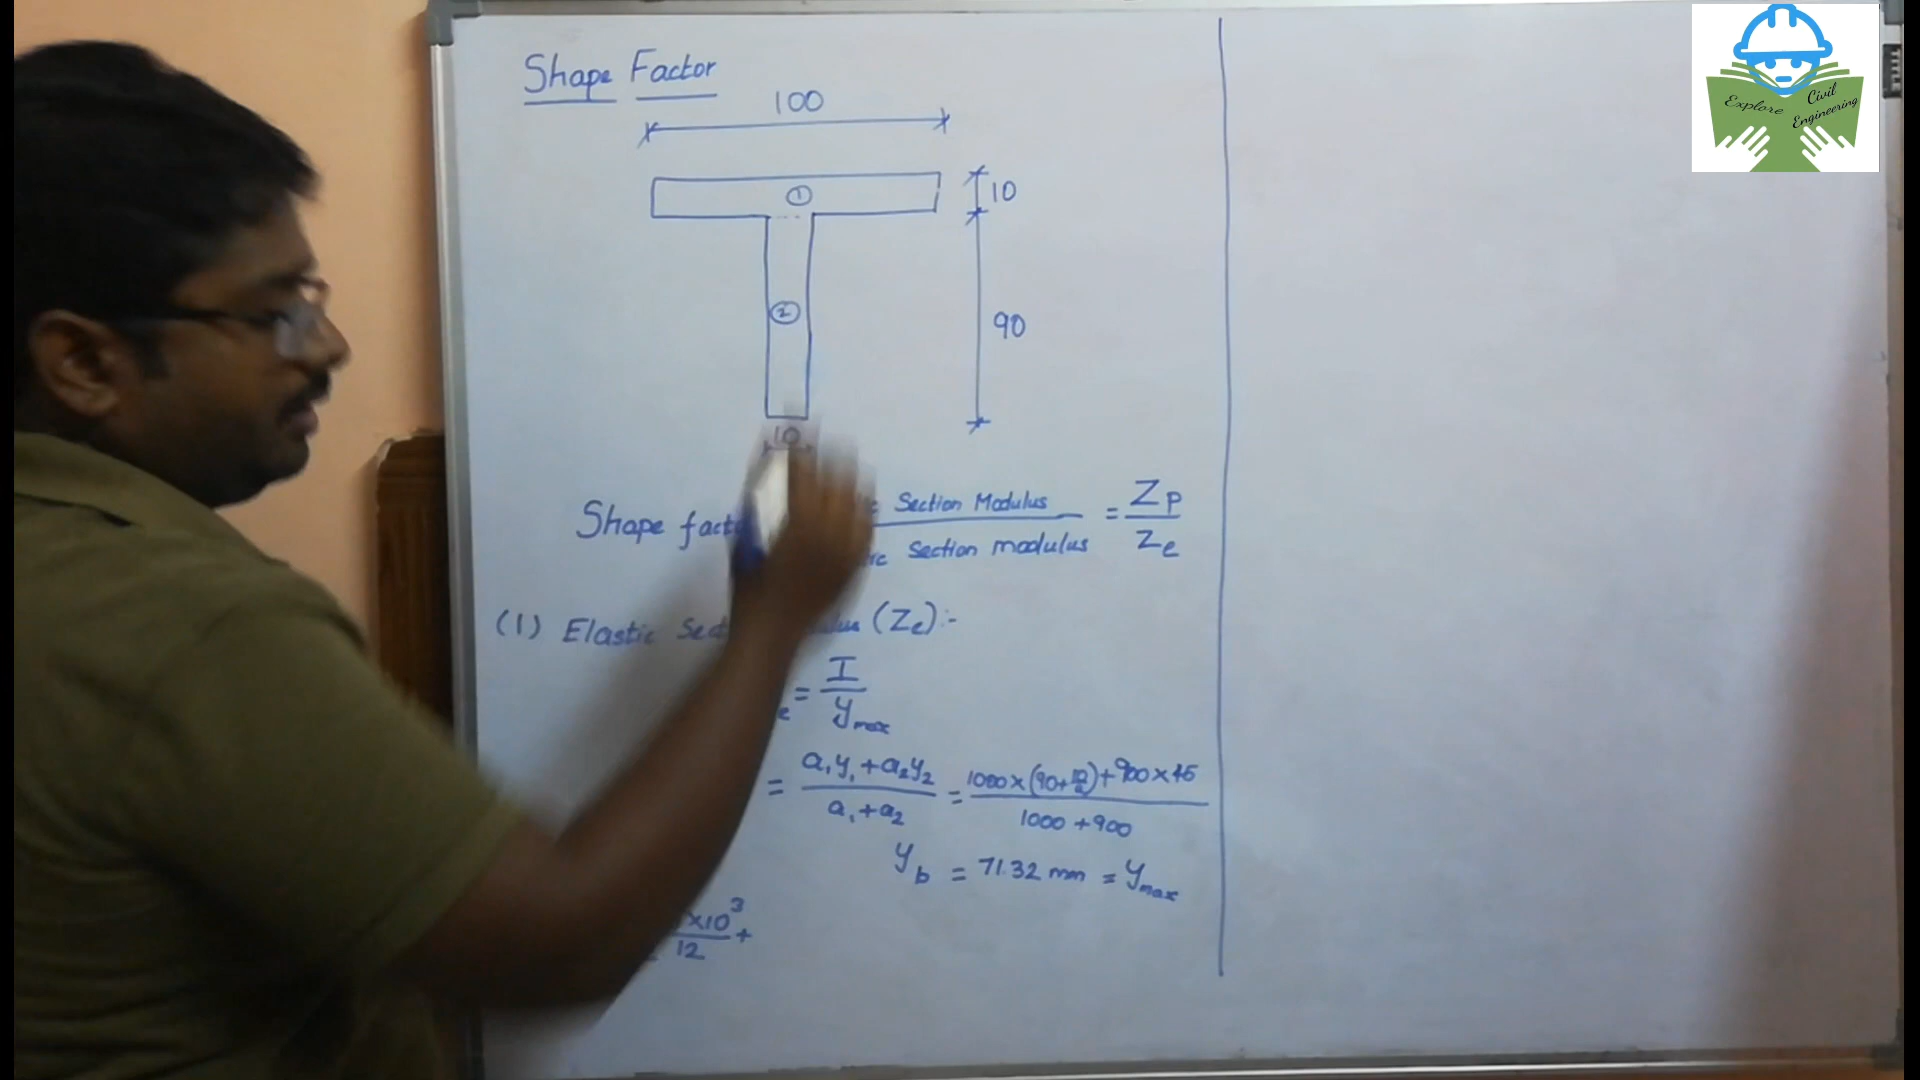 Shape Factor
100
①
10
②
90
10
Shape Section Modulus = Zp
section modulus Ze
(1) Elastic (Ze):-
e = I
ymax
= a₁y₁+a₂y₂ = 1000×(90+10/2)+900×45
a₁+a₂ 1000+900
yb = 71.32 mm = ymax
×10³
12 +
Explore Civil
Engineering
TITLE